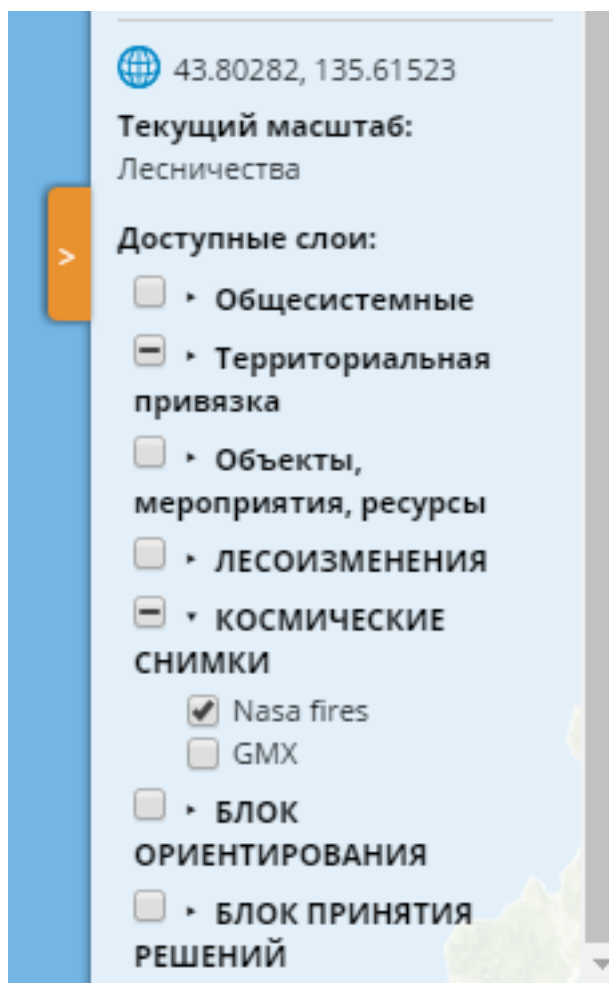 43.80282, 135.61523
Текущий масштаб:
Лесничества
>
Доступные слои:
Общесистемные
Территориальная
привязка
Объекты,
мероприятия, ресурсы
ЛЕСОИЗМЕНЕНИЯ
КОСМИЧЕСКИЕ
СНИМКИ
Nasa fires
GMX
БЛОК
ОРИЕНТИРОВАНИЯ
БЛОК ПРИНЯТИЯ
РЕШЕНИЙ